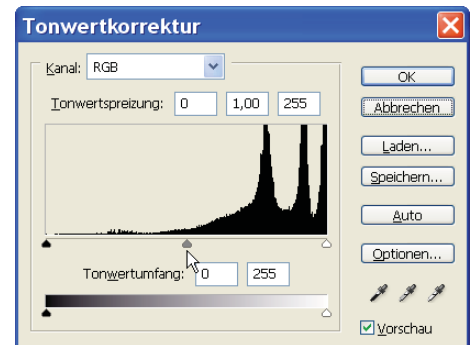 Tonwertkorrektur
Kanal: RGB
OK
Tonwertspreizung: 0 1,00 255
Abbrechen
Laden...
Speichern...
Auto
Optionen...
Tonwertumfang: 0 255
Vorschau